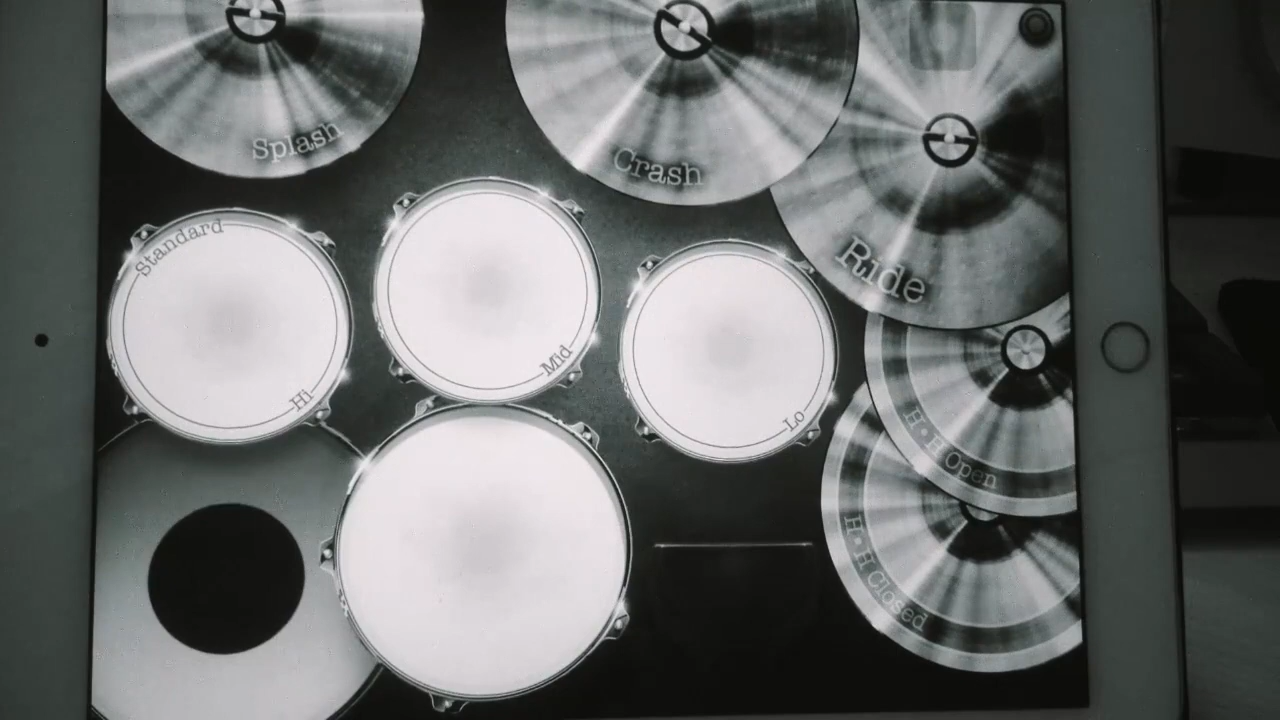 Splash
Crash
Ride
Standard
Hi
Mid
Lo
H•H Open
H•H Closed